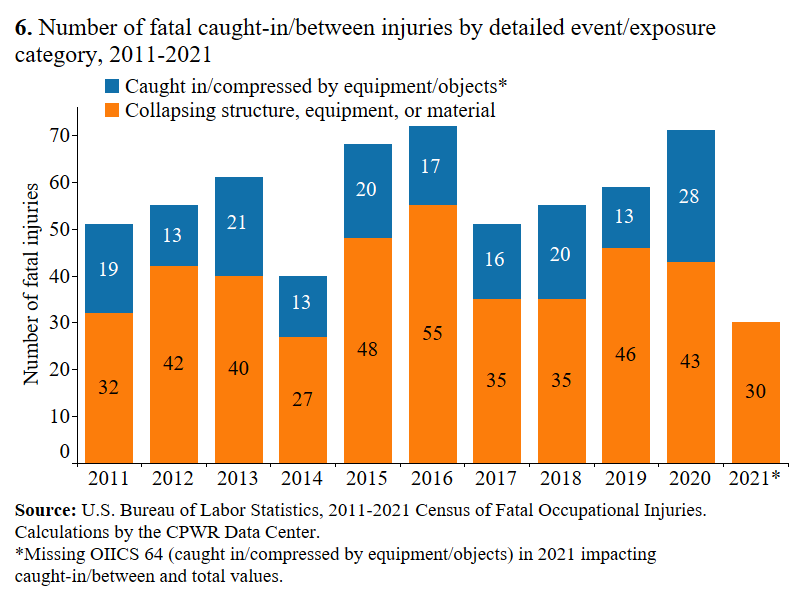 6. Number of fatal caught-in/between injuries by detailed event/exposure
category, 2011-2021
Caught in/compressed by equipment/objects*
Collapsing structure, equipment, or material
Number of fatal injuries
70
60
50
40
30
20
10
0
19
13
21
13
20
17
16
20
13
28
32
42
40
27
48
55
35
35
46
43
30
2011 2012 2013 2014 2015 2016 2017 2018 2019 2020 2021*
Source: U.S. Bureau of Labor Statistics, 2011-2021 Census of Fatal Occupational Injuries.
Calculations by the CPWR Data Center.
*Missing OIICS 64 (caught in/compressed by equipment/objects) in 2021 impacting
caught-in/between and total values.